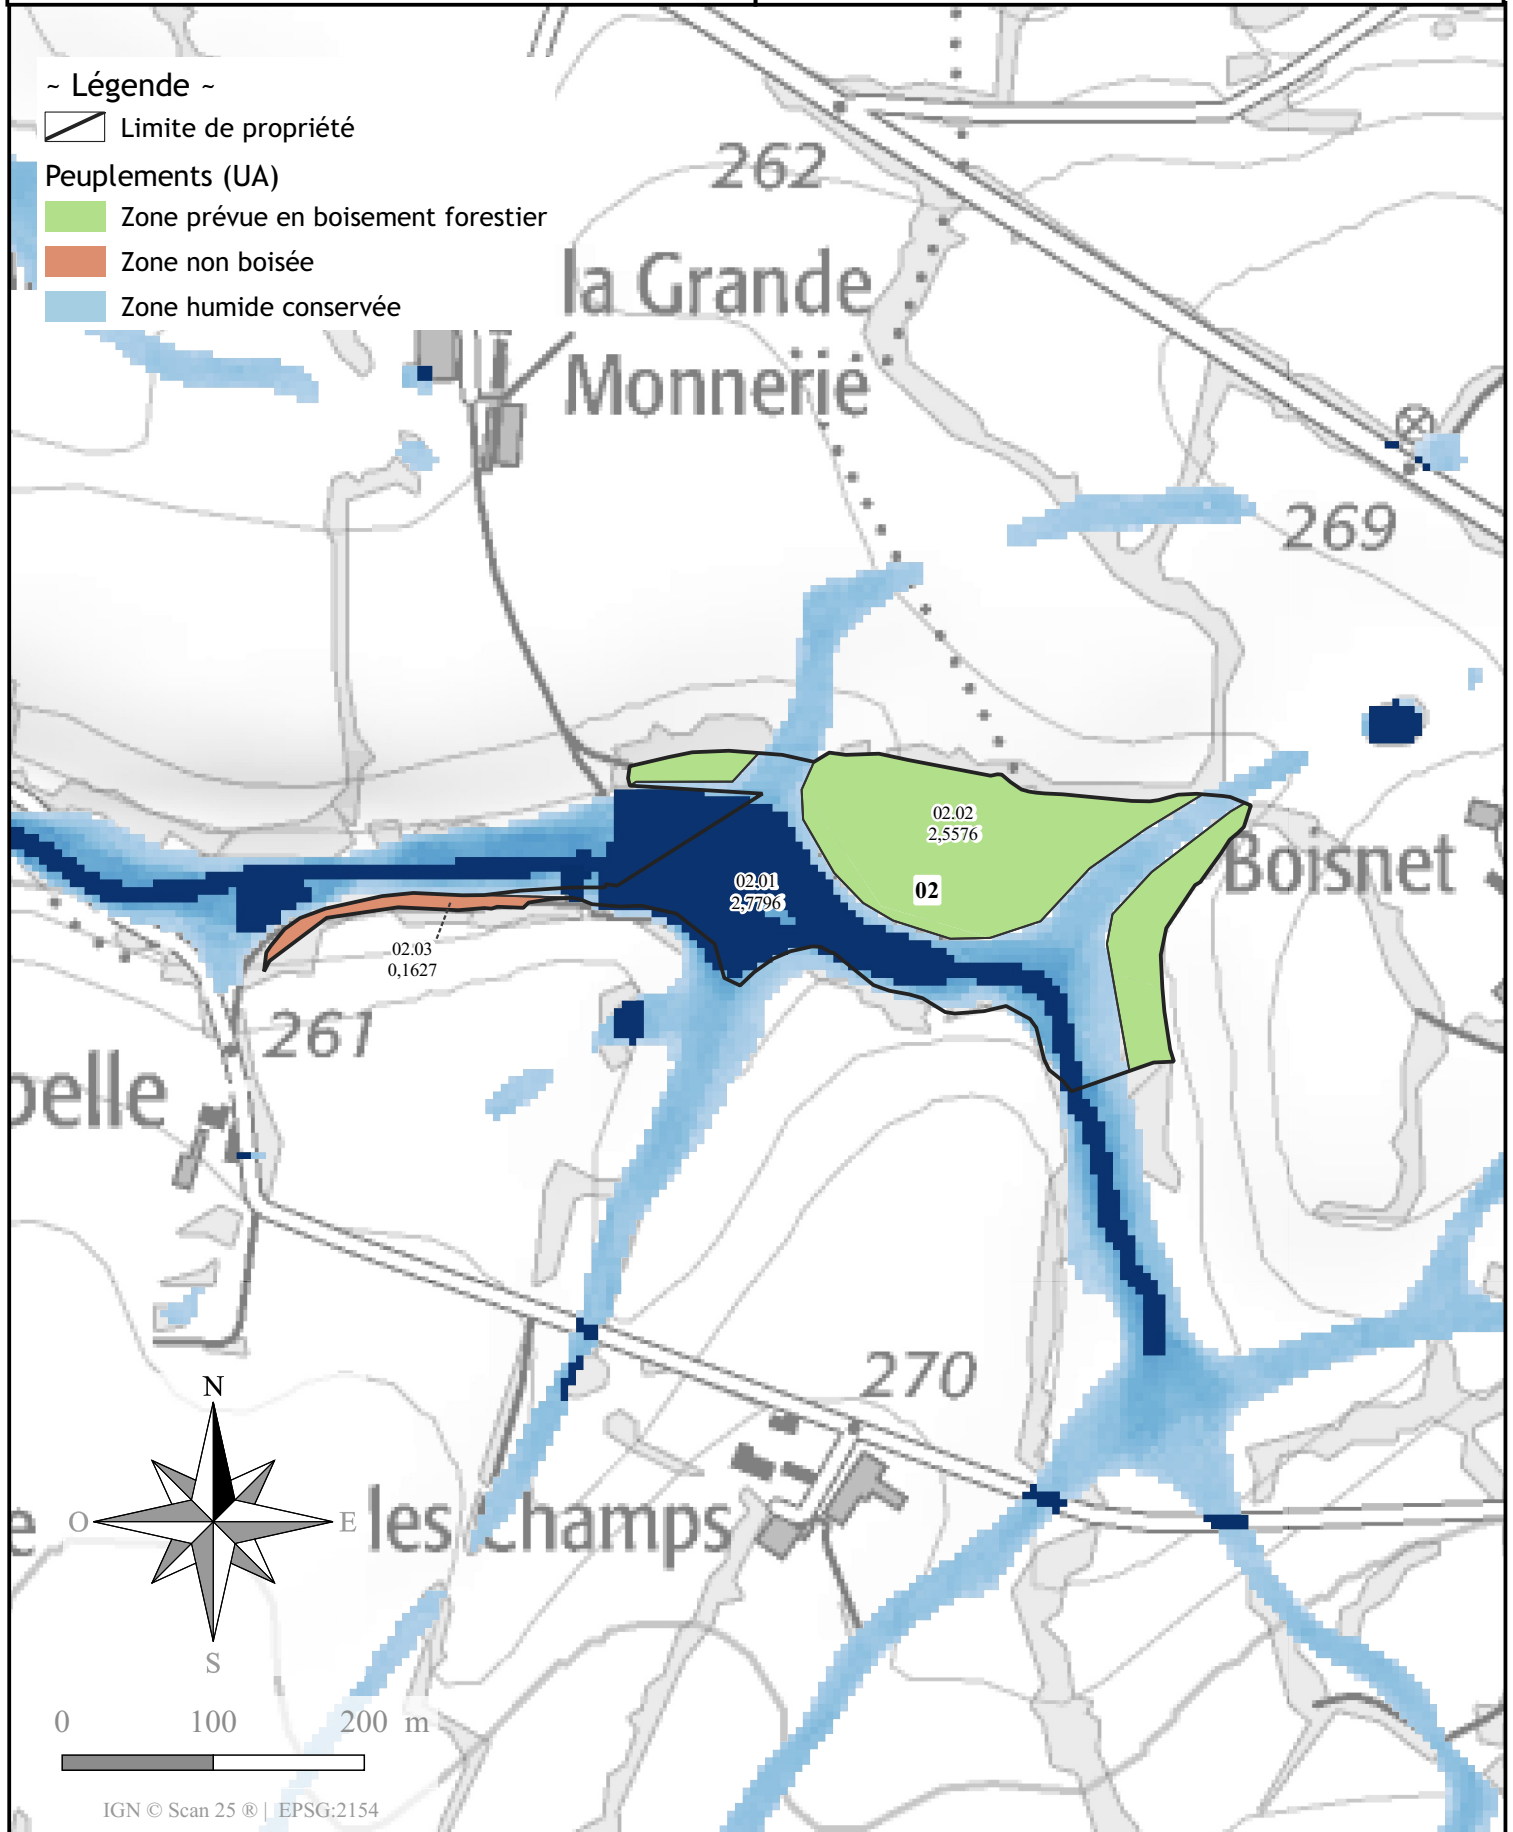 ~ Légende ~
Limite de propriété
Peuplements (UA)
Zone prévue en boisement forestier
Zone non boisée
Zone humide conservée
262
la Grande
Monnerie
269
02.02
2,5576
02
Boisnet
02.01
2,7796
02.03
0,1627
261
pelle
270
les Champs
e
N
O
E
S
0 100 200 m
IGN © Scan 25 ® | EPSG:2154